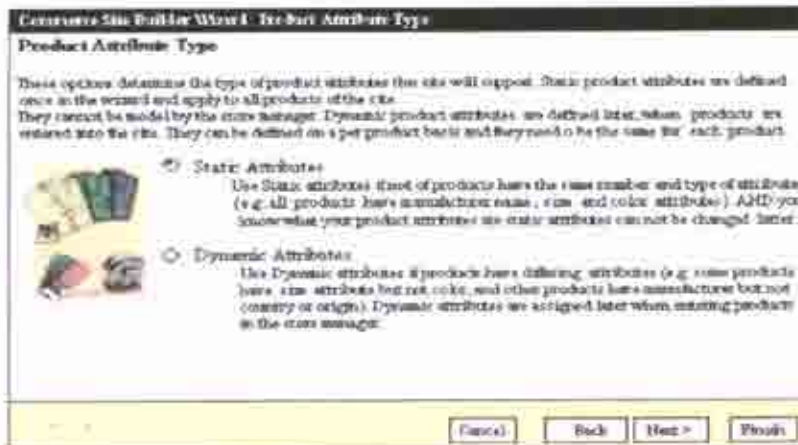 Commerce Site Builder Wizard - Product Attribute Type
Product Attribute Type
These options determine the type of product attributes this site will support. Static product attributes are defined
once in the wizard and apply to all products of the site
They cannot be model by the store manager. Dynamic product attributes are defined later, when products are
entered into the site. They can be defined on a per product basis and they need o be the same for each product
Static Attributes
Use Static attributes if not of products have the same number and type of attributes
(e.g. all products have manufacturer name, size and color attributes) AND you
know what your product attributes are static attributes can not be changed latter
Dynamic Attributes
Use Dynamic attributes if products have differing attributes (e.g. some products
have size attribute but not color, and other products have manufacturer but not
country or origin). Dynamic attributes are assigned later when entering products
in the store manager.
Cancel
Back
Next >
Finish